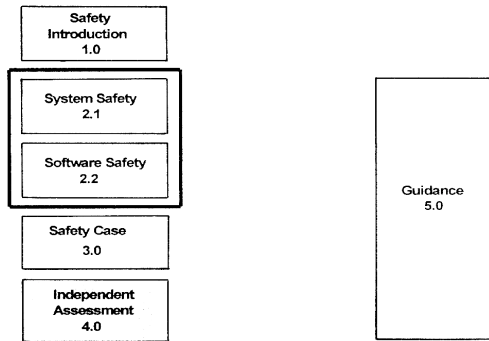 Safety
Introduction
1.0
System Safety
2.1
Software Safety
2.2
Safety Case
3.0
Independent
Assessment
4.0
Guidance
5.0